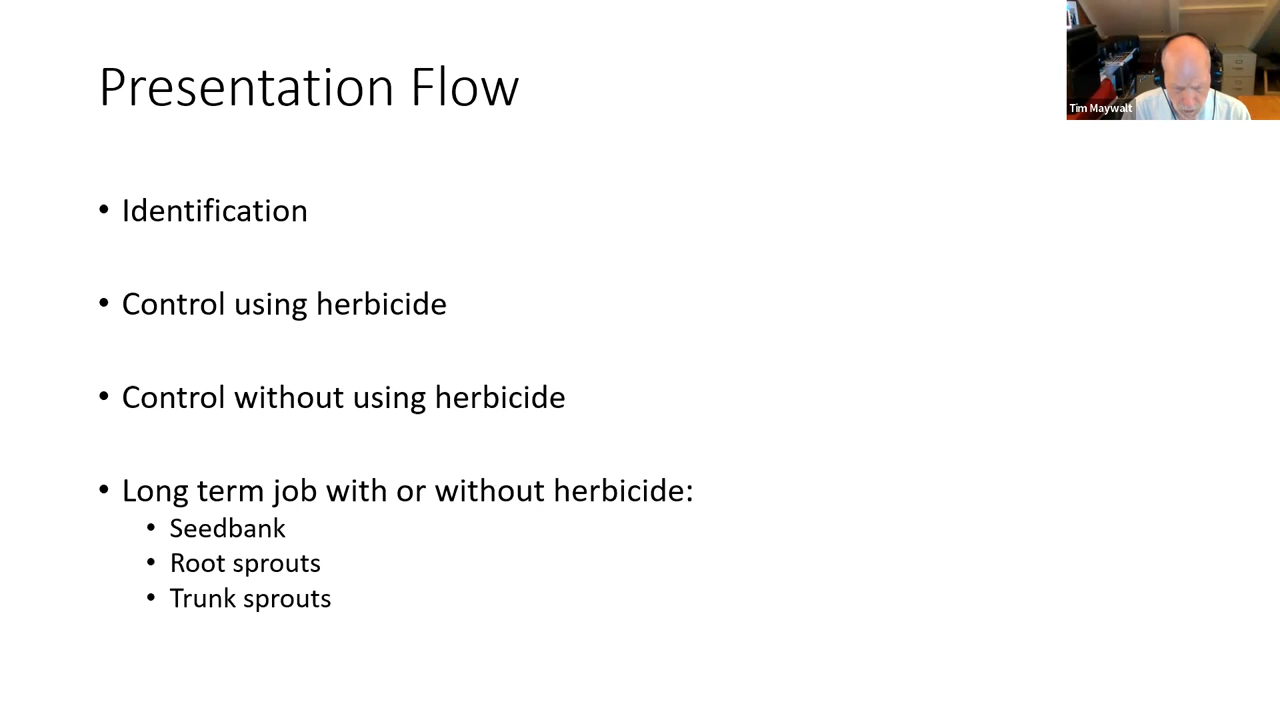 Presentation Flow
Tim Maywalt
• Identification
• Control using herbicide
• Control without using herbicide
• Long term job with or without herbicide:
• Seedbank
• Root sprouts
• Trunk sprouts